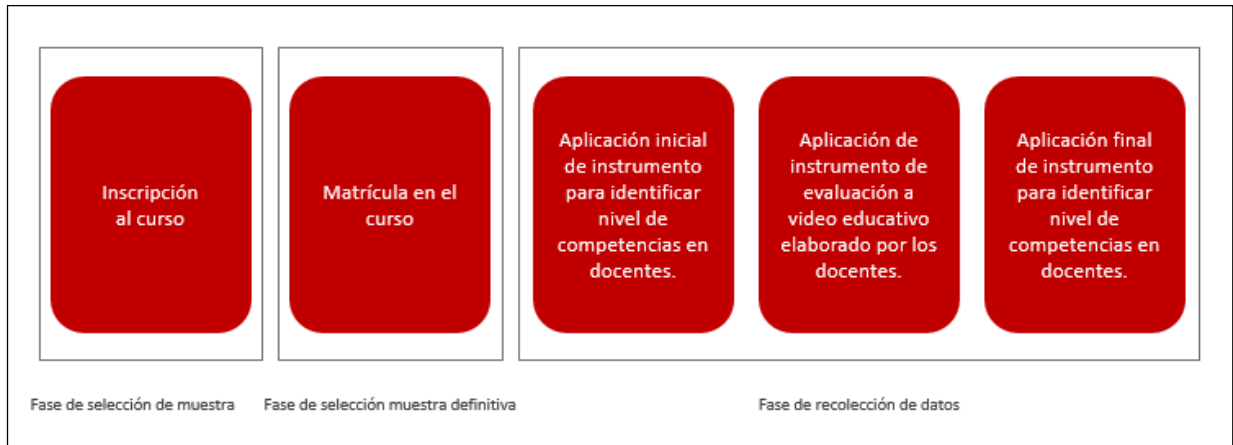 Inscripción
al curso
Matrícula en el
curso
Aplicación inicial
de instrumento
para identificar
nivel de
competencias en
docentes.
Aplicación de
instrumento de
evaluación a
video educativo
elaborado por los
docentes.
Aplicación final
de instrumento
para identificar
nivel de
competencias en
docentes.
Fase de selección de muestra
Fase de selección muestra definitiva
Fase de recolección de datos